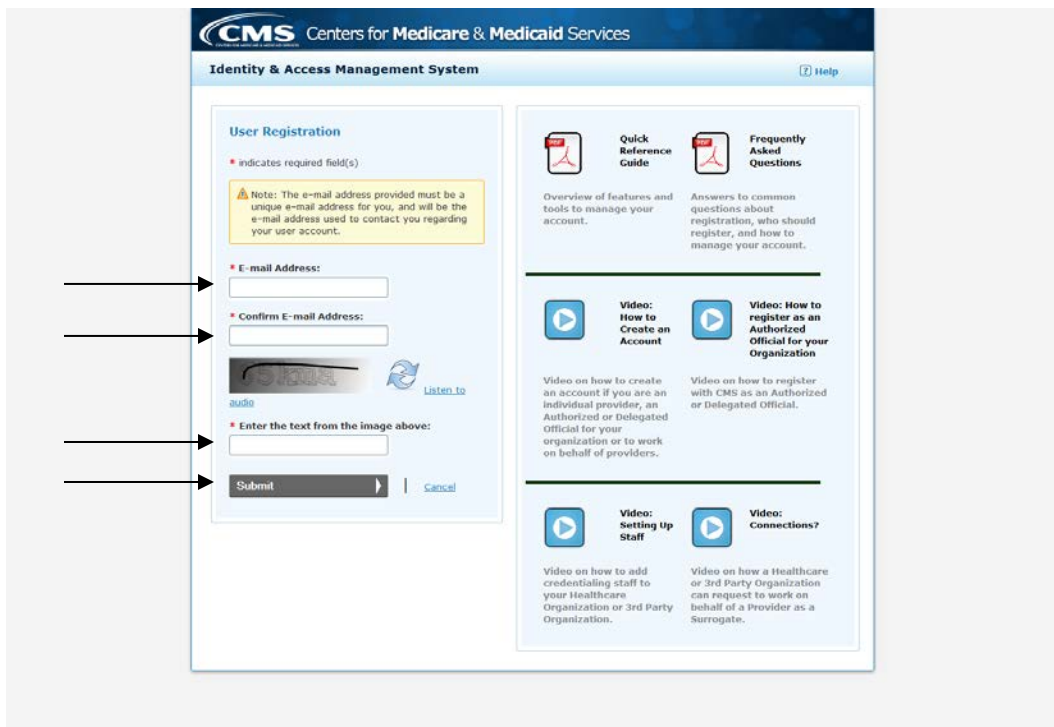 CMS Centers for Medicare & Medicaid Services
CENTERS FOR MEDICARE & MEDICAID SERVICES
Identity & Access Management System
? Help
User Registration
* indicates required field(s)
Note: The e-mail address provided must be a
unique e-mail address for you, and will be the
e-mail address used to contact you regarding
your user account.
* E-mail Address:
* Confirm E-mail Address:
Listen to
audio
* Enter the text from the image above:
Submit
| Cancel
PDF
Quick
Reference
Guide
Overview of features and
tools to manage your
account.
PDF
Frequently
Asked
Questions
Answers to common
questions about
registration, who should
register, and how to
manage your account.
Video:
How to
Create an
Account
Video on how to create
an account if you are an
individual provider, an
Authorized or Delegated
Official for your
organization or to work
on behalf of providers.
Video: How to
register as an
Authorized
Official for your
Organization
Video on how to register
with CMS as an Authorized
or Delegated Official.
Video:
Setting Up
Staff
Video on how to add
credentialing staff to
your Healthcare
Organization or 3rd Party
Organization.
Video:
Connections?
Video on how a Healthcare
or 3rd Party Organization
can request to work on
behalf of a Provider as a
Surrogate.